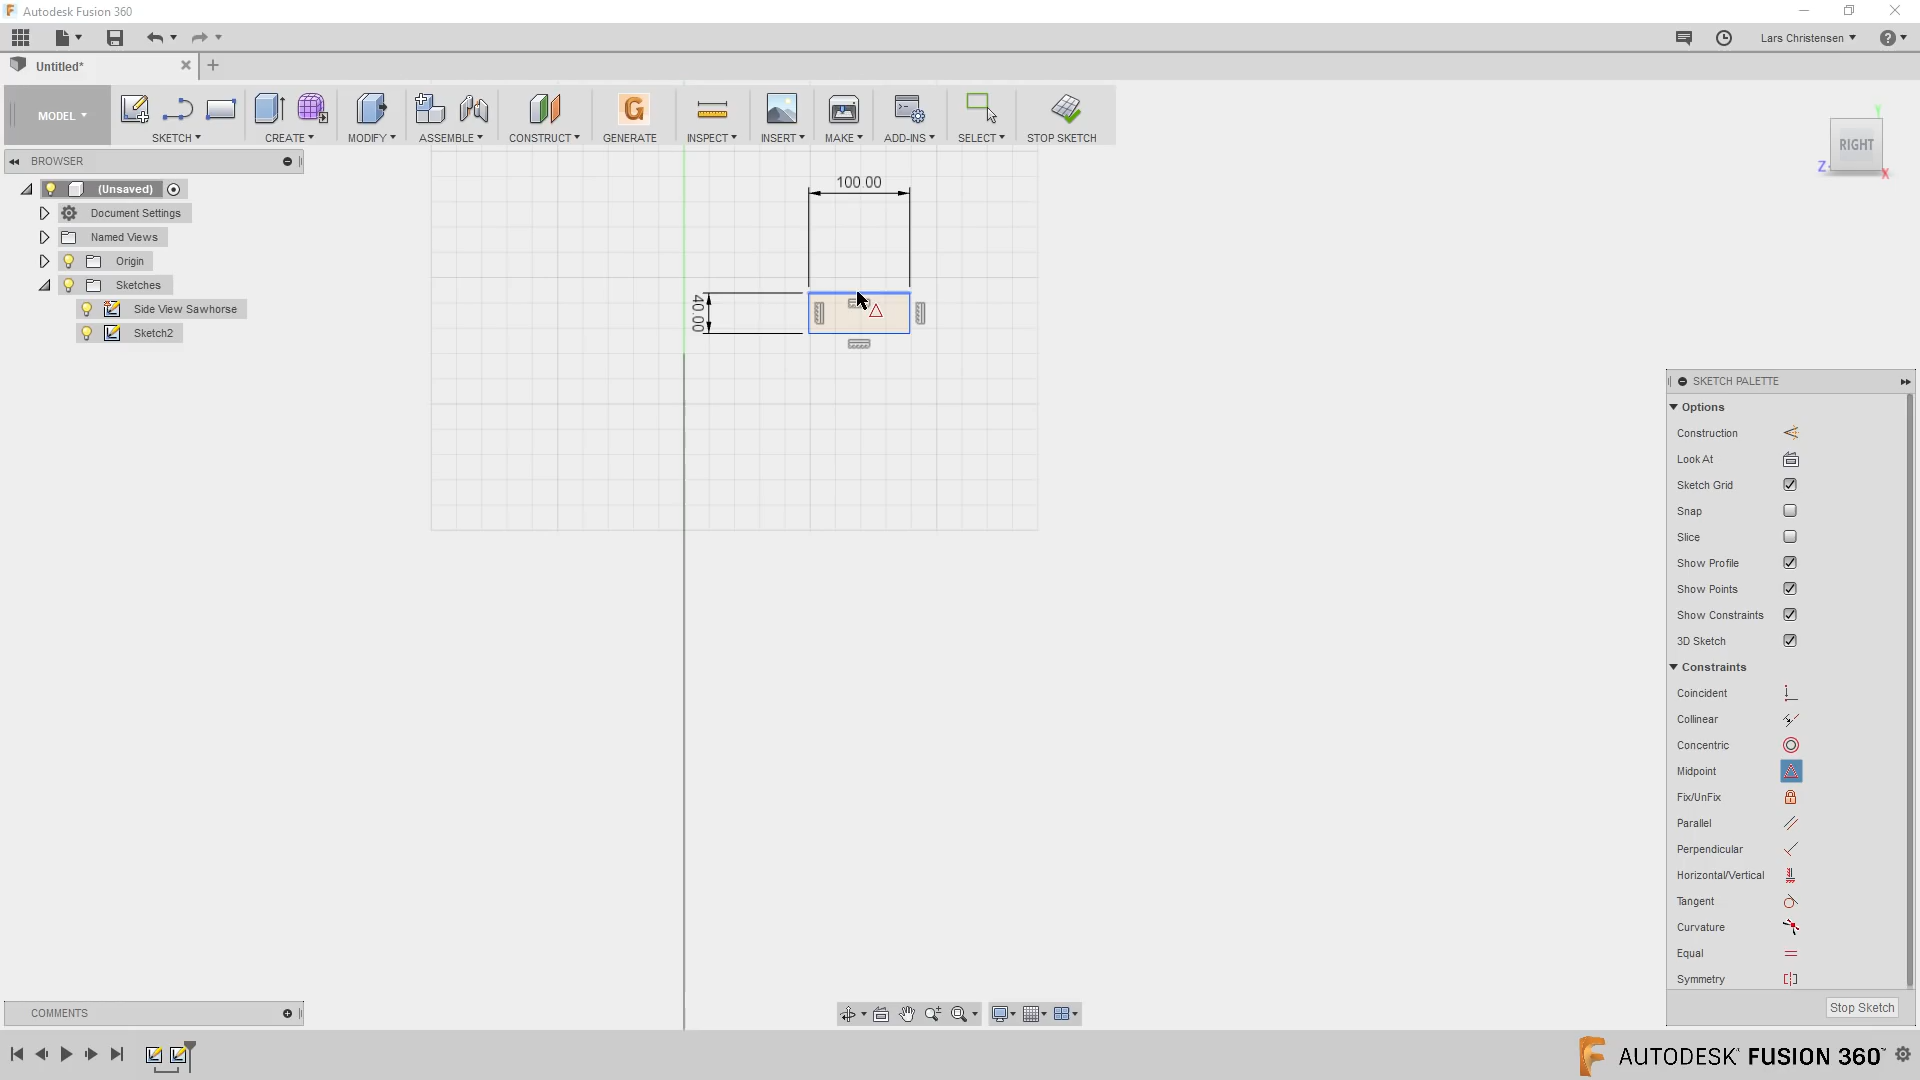 Autodesk Fusion 360
Lars Christensen
Untitled*
MODEL
SKETCH
CREATE
MODIFY
ASSEMBLE
CONSTRUCT
GENERATE
INSPECT
INSERT
MAKE
ADD-INS
SELECT
STOP SKETCH
RIGHT
Y
Z
X
BROWSER
(Unsaved)
Document Settings
Named Views
Origin
Sketches
Side View Sawhorse
Sketch2
100.00
40.00
SKETCH PALETTE
Options
Construction
Look At
Sketch Grid
Snap
Slice
Show Profile
Show Points
Show Constraints
3D Sketch
Constraints
Coincident
Collinear
Concentric
Midpoint
Fix/UnFix
Parallel
Perpendicular
Horizontal/Vertical
Tangent
Curvature
Equal
Symmetry
Stop Sketch
COMMENTS
AUTODESK® FUSION 360™